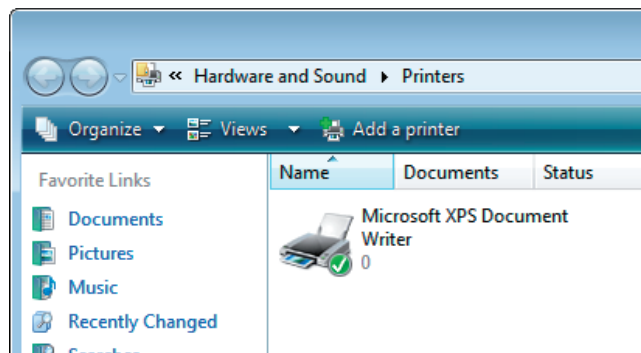 « Hardware and Sound ▸ Printers
Organize Views Add a printer
Favorite Links
Documents
Pictures
Music
Recently Changed
Name Documents Status
Microsoft XPS Document
Writer
0